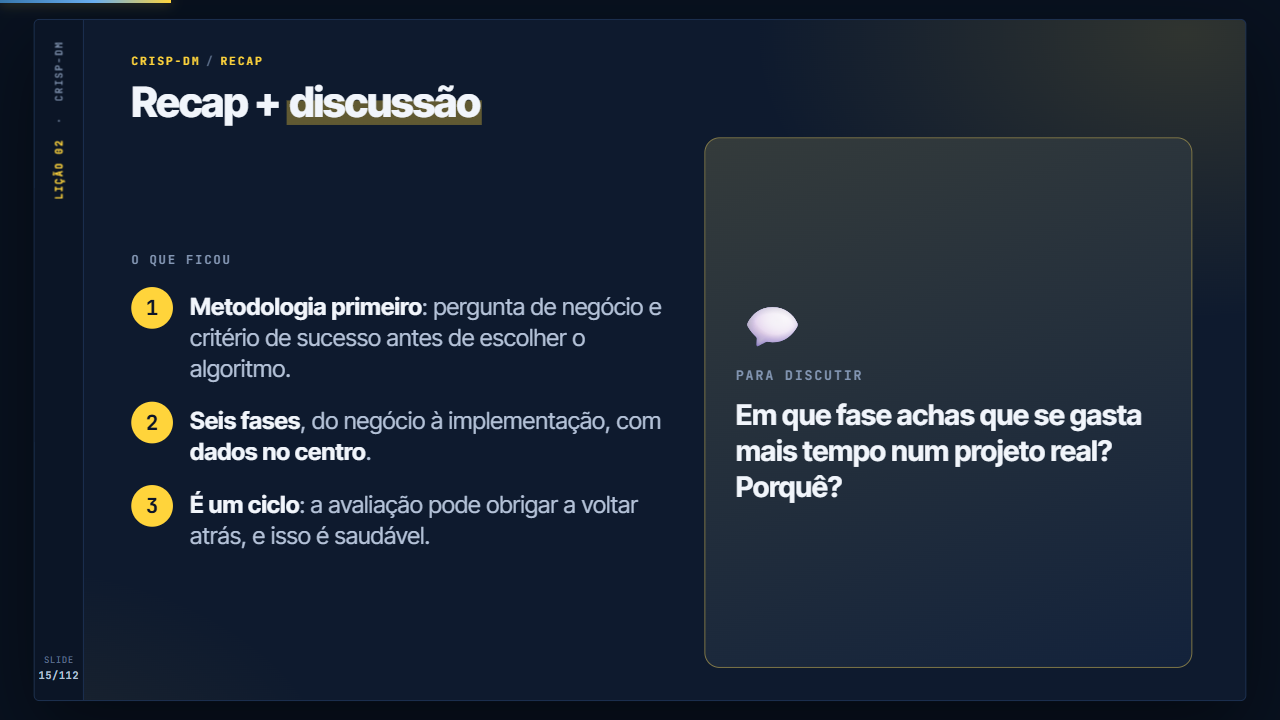 LIÇÃO 02 · CRISP-DM
CRISP-DM / RECAP
Recap + discussão
O QUE FICOU
1 Metodologia primeiro: pergunta de negócio e
critério de sucesso antes de escolher o
algoritmo.
2 Seis fases, do negócio à implementação, com
dados no centro.
3 É um ciclo: a avaliação pode obrigar a voltar
atrás, e isso é saudável.
PARA DISCUTIR
Em que fase achas que se gasta
mais tempo num projeto real?
Porquê?
SLIDE
15/112